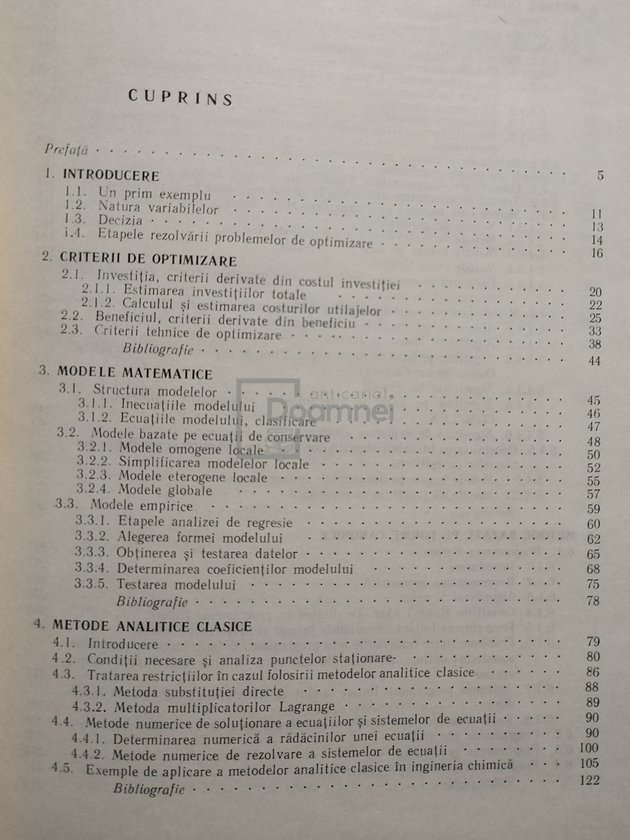 CUPRINS
Prefață 5
1. INTRODUCERE
1.1. Un prim exemplu 11
1.2. Natura variabilelor 13
1.3. Decizia 14
1.4. Etapele rezolvării problemelor de optimizare 16
2. CRITERII DE OPTIMIZARE
2.1. Investiția, criterii derivate din costul investiției 20
2.1.1. Estimarea investițiilor totale 22
2.1.2. Calculul și estimarea costurilor utilajelor 25
2.2. Beneficiul, criterii derivate din beneficiu 33
2.3. Criterii tehnice de optimizare 38
Bibliografie 44
3. MODELE MATEMATICE
3.1. Structura modelelor 45
3.1.1. Inecuațiile modelului 46
3.1.2. Ecuațiile modelului, clasificare 47
3.2. Modele bazate pe ecuații de conservare 48
3.2.1. Modele omogene locale 50
3.2.2. Simplificarea modelelor locale 52
3.2.3. Modele eterogene locale 55
3.2.4. Modele globale 57
3.3. Modele empirice 59
3.3.1. Etapele analizei de regresie 60
3.3.2. Alegerea formei modelului 62
3.3.3. Obținerea și testarea datelor 65
3.3.4. Determinarea coeficienților modelului 68
3.3.5. Testarea modelului 75
Bibliografie 78
4. METODE ANALITICE CLASICE
4.1. Introducere 79
4.2. Condiții necesare și analiza punctelor staționare- 80
4.3. Tratarea restricțiilor în cazul folosirii metodelor analitice clasice 86
4.3.1. Metoda substituției directe 88
4.3.2. Metoda multiplicatorilor Lagrange 89
4.4. Metode numerice de soluționare a ecuațiilor și sistemelor de ecuații 90
4.4.1. Determinarea numerică a rădăcinilor unei ecuații 90
4.4.2. Metode numerice de rezolvare a sistemelor de ecuații 100
4.5. Exemple de aplicare a metodelor analitice clasice în ingineria chimică 105
Bibliografie 122
anticariat
Doamnei